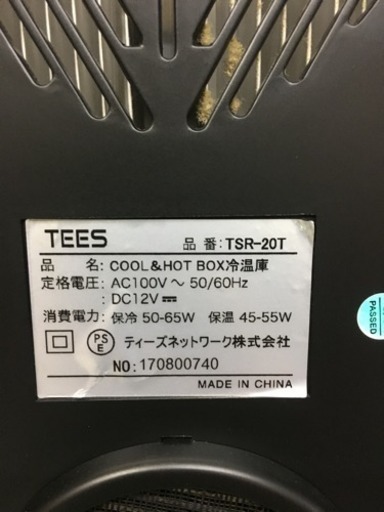 TEES 品 番: TSR-20T
品 名: COOL&HOT BOX冷温庫
定格電圧: AC100V～50/60Hz
: DC12V ⎓
消費電力: 保冷 50-65W 保温 45-55W
PSE ティーズネットワーク株式会社
NO: 170800740
MADE IN CHINA
PASSED